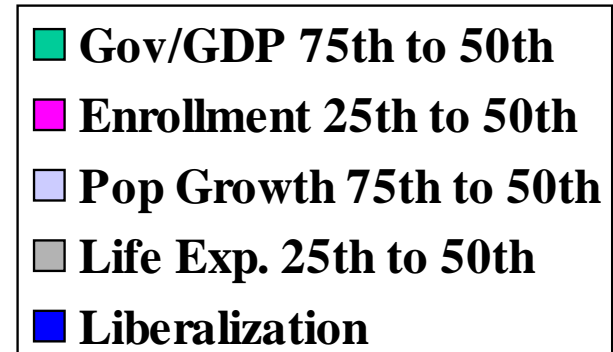 Gov/GDP 75th to 50th
Enrollment 25th to 50th
Pop Growth 75th to 50th
Life Exp. 25th to 50th
Liberalization